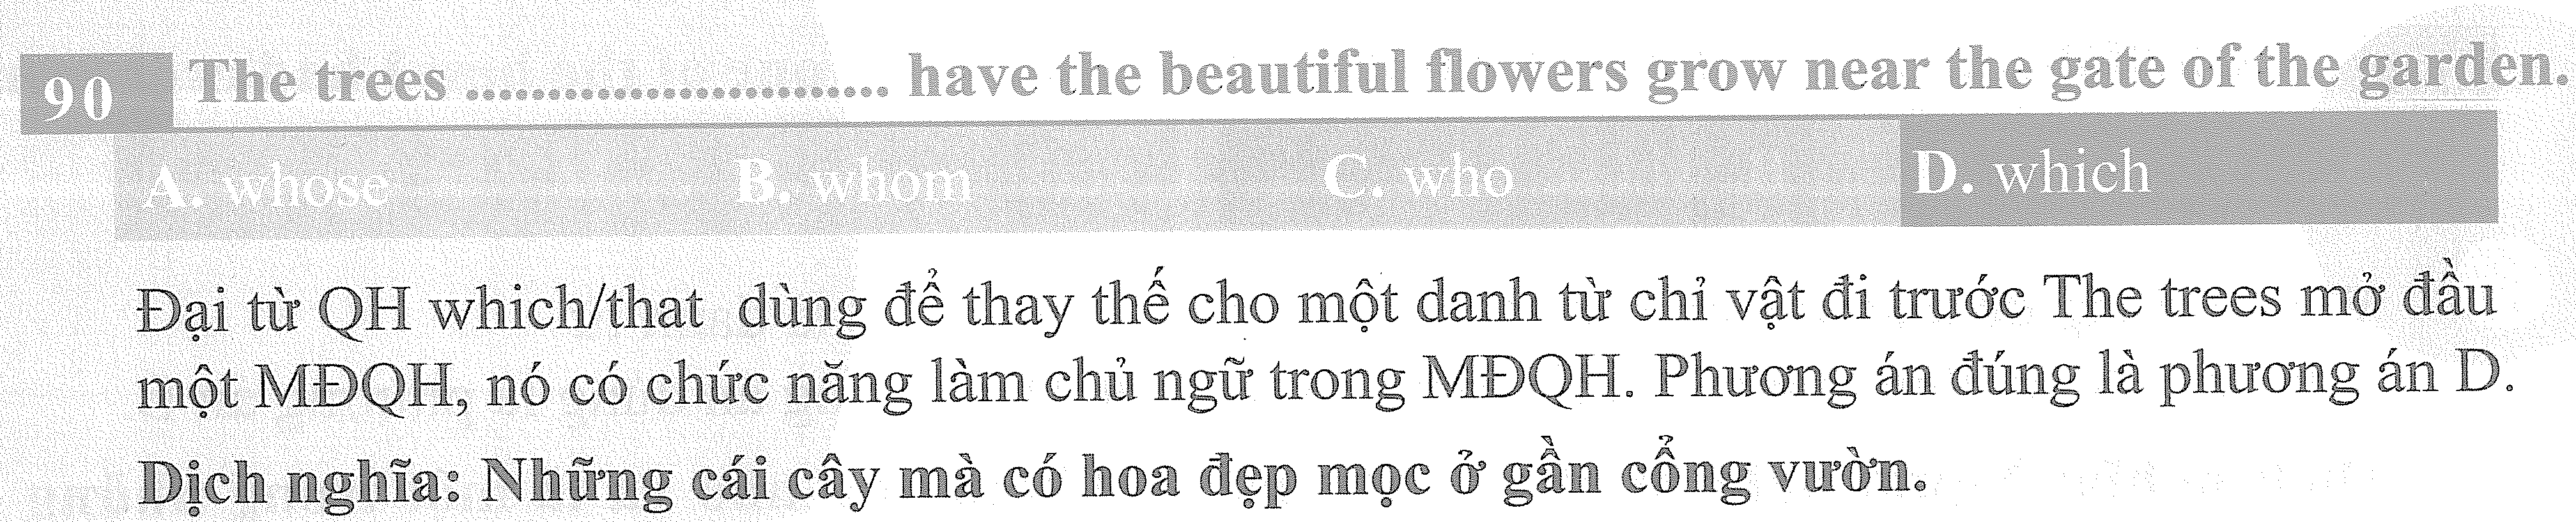 90 The trees .......................... have the beautiful flowers grow near the gate of the garden.
A. whose B. whom C. who D. which
Đại từ QH which/that dùng để thay thế cho một danh từ chỉ vật đi trước The trees mở đầu
một MĐQH, nó có chức năng làm chủ ngữ trong MĐQH. Phương án đúng là phương án D.
Dịch nghĩa: Những cái cây mà có hoa đẹp mọc ở gần cổng vườn.